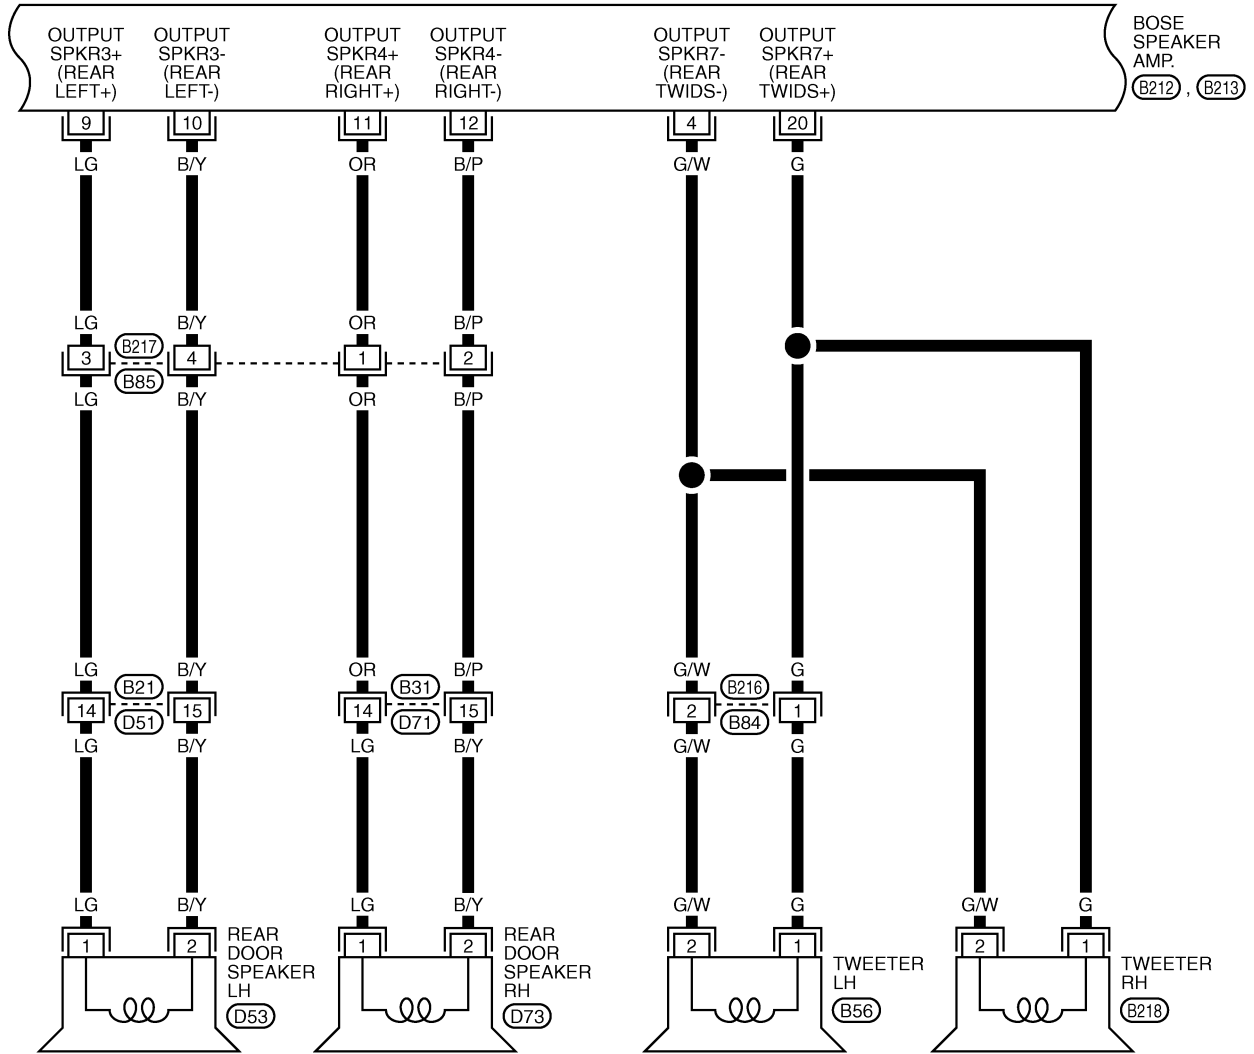 OUTPUT
SPKR3+
(REAR
LEFT+)
OUTPUT
SPKR3-
(REAR
LEFT-)
OUTPUT
SPKR4+
(REAR
RIGHT+)
OUTPUT
SPKR4-
(REAR
RIGHT-)
OUTPUT
SPKR7-
(REAR
TWIDS-)
OUTPUT
SPKR7+
(REAR
TWIDS+)
BOSE
SPEAKER
AMP.
B212 , B213
9 10 11 12 4 20
LG B/Y OR B/P G/W G
LG B/Y OR B/P
3 B217 4 1 2
B85
LG B/Y OR B/P
LG B/Y OR B/P G/W G
B21 B31 B216
14 15 14 15 2 1
D51 D71 B84
LG B/Y LG B/Y G/W G
LG B/Y LG B/Y G/W G G/W G
1 2 1 2 2 1 2 1
REAR
DOOR
SPEAKER
LH
D53
REAR
DOOR
SPEAKER
RH
D73
TWEETER
LH
B56
TWEETER
RH
B218